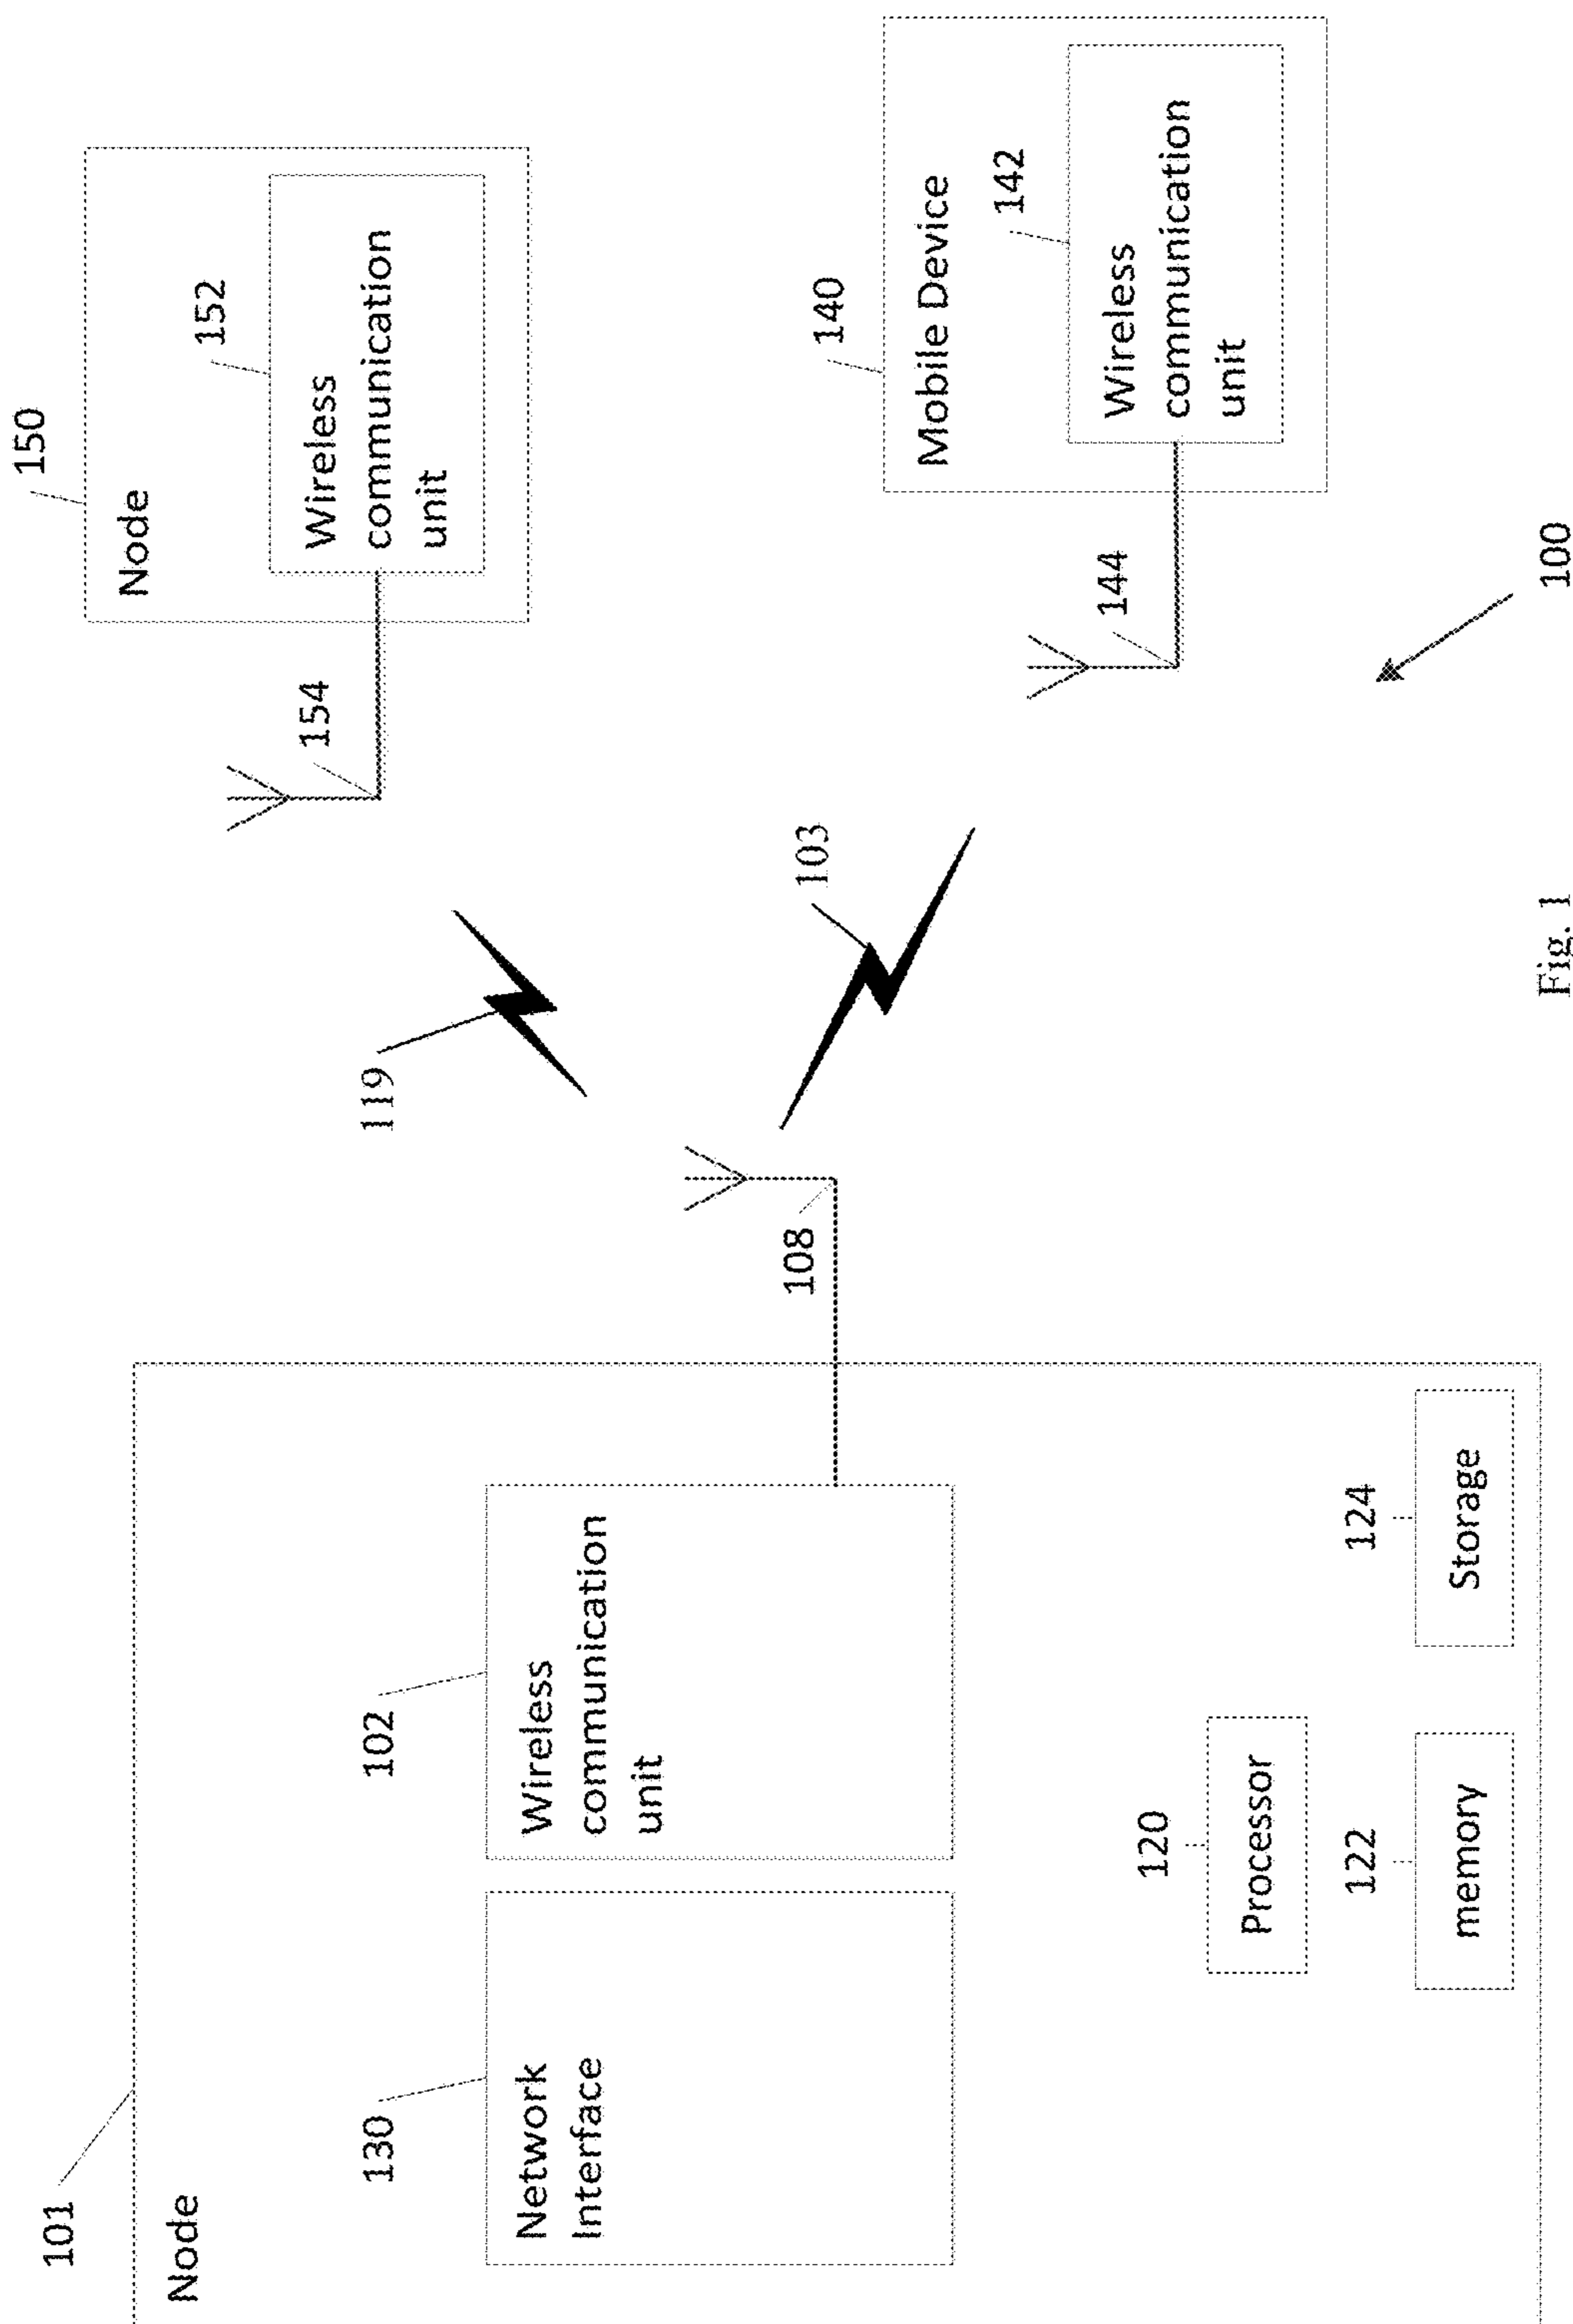 101
Node
130
Network
Interface
102
Wireless
communication
unit
108
120
Processor
122
memory
124
Storage
119
103
150
Node
152
Wireless
communication
unit
154
140
Mobile Device
142
Wireless
communication
unit
144
100
Fig. 1